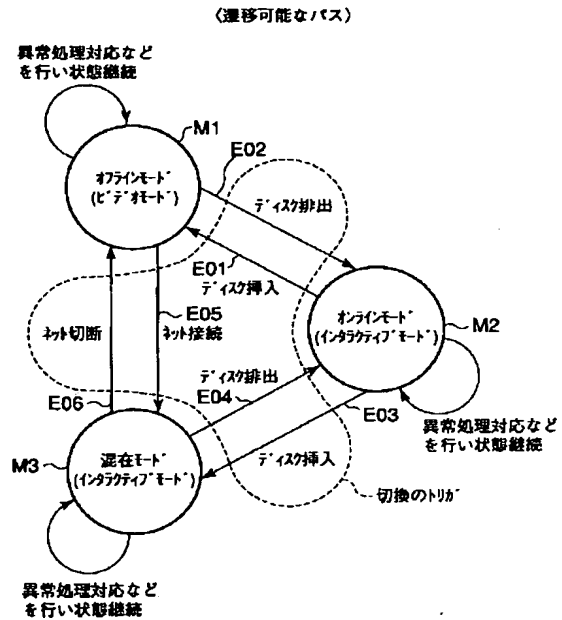 〈遷移可能なパス〉
異常処理対応など
を行い状態継続
M1
オフラインモード
(ビデオモード)
E02
ディスク排出
E01
ディスク挿入
E05
ネット切断
ネット接続
オンラインモード
(インタラクティブモード)
M2
ディスク排出
E04
E06
E03
異常処理対応など
を行い状態継続
M3
混在モード
(インタラクティブモード)
ディスク挿入
切換のトリガ
異常処理対応など
を行い状態継続